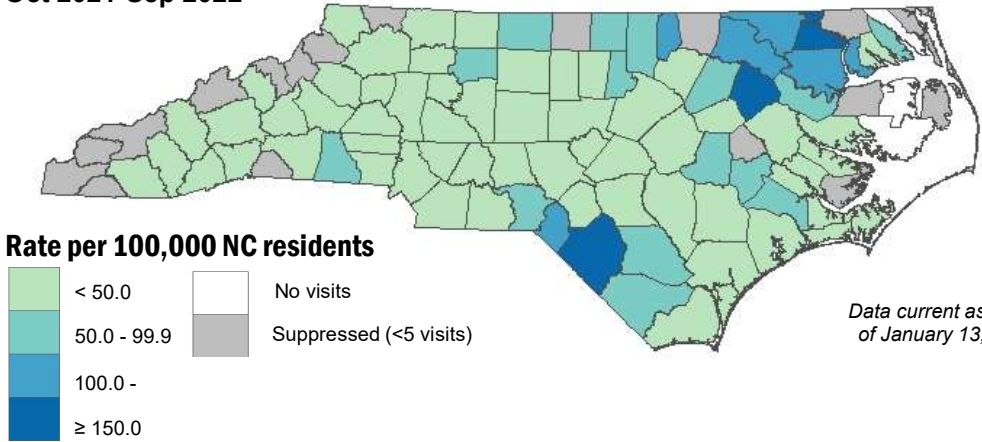 Oct 2021-Sep 2022
Rate per 100,000 NC residents
< 50.0
No visits
50.0 - 99.9
Suppressed (<5 visits)
100.0 -
≥ 150.0
Data current as
of January 13,